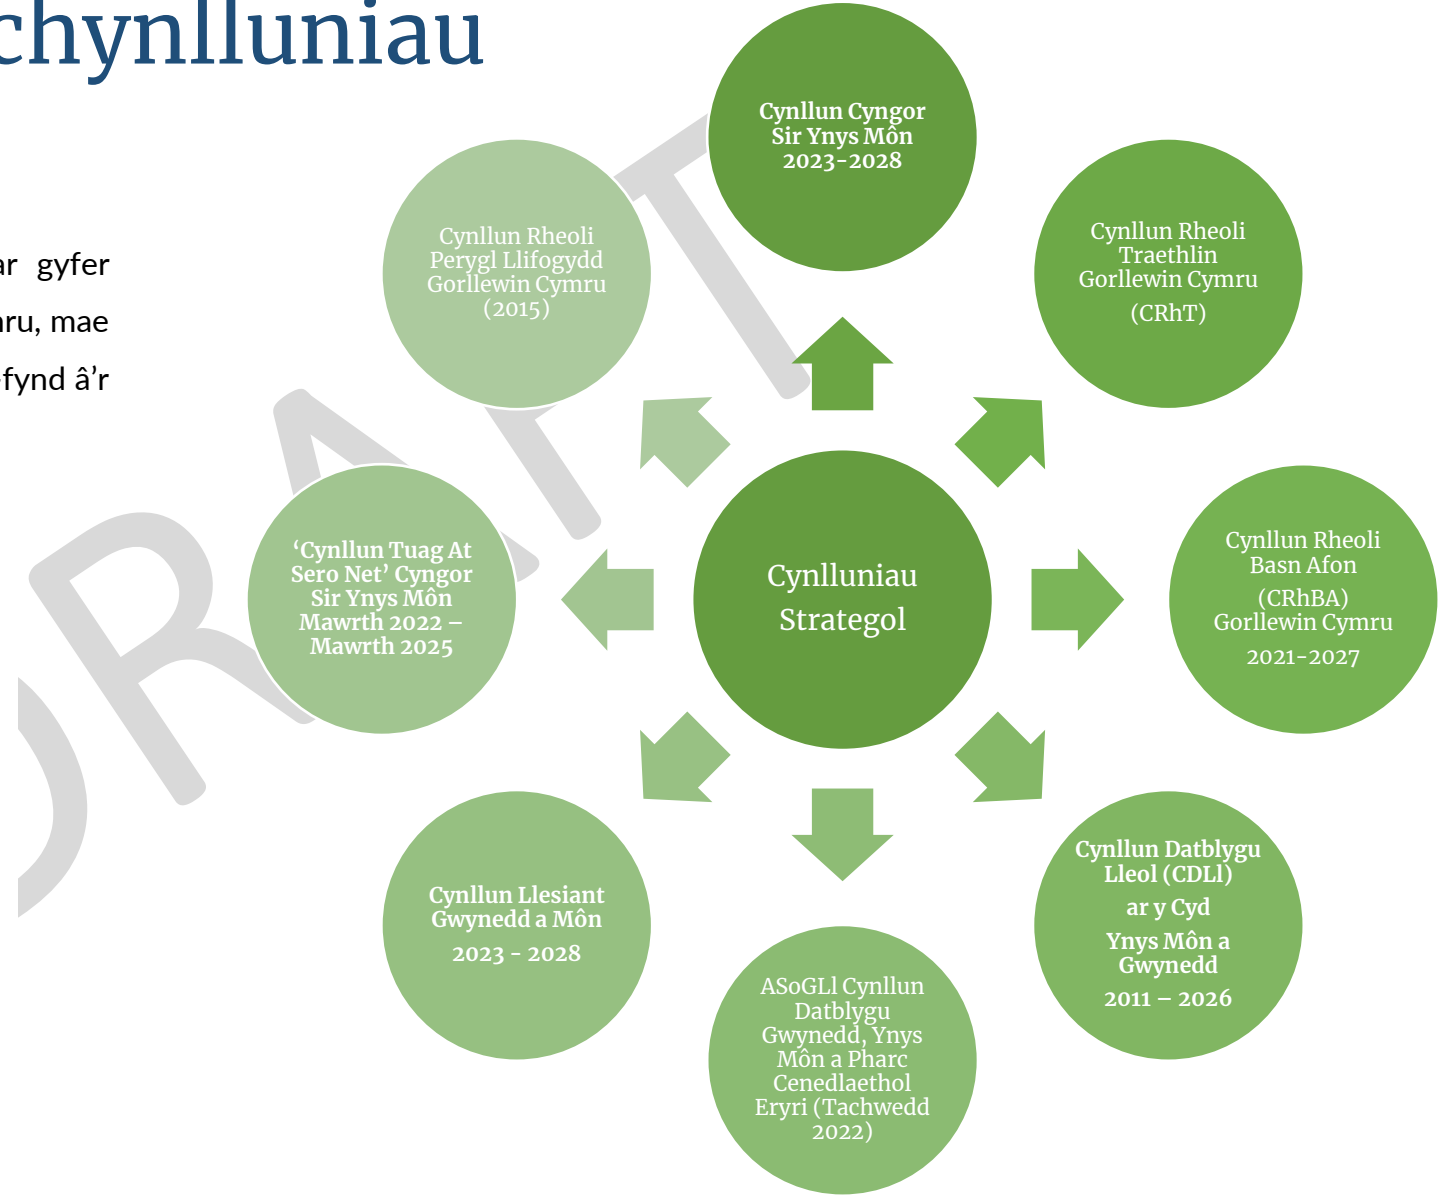 chynlluniau
ar gyfer
mae
fynd â'r
DRAFT
Cynllun Cyngor
Sir Ynys Môn
2023-2028
Cynllun Rheoli
Traethlin
Gorllewin Cymru
(CRhT)
Cynllun Rheoli
Basn Afon
(CRhBA)
Gorllewin Cymru
2021-2027
Cynllun Datblygu
Lleol (CDLl)
ar y Cyd
Ynys Môn a
Gwynedd
2011 – 2026
ASoGLl Cynllun
Datblygu
Gwynedd, Ynys
Môn a Pharc
Cenedlaethol
Eryri (Tachwedd
2022)
Cynllun Llesiant
Gwynedd a Môn
2023 - 2028
‘Cynllun Tuag At
Sero Net’ Cyngor
Sir Ynys Môn
Mawrth 2022 –
Mawrth 2025
Cynllun Rheoli
Perygl Llifogydd
Gorllewin Cymru
(2015)
Cynlluniau
Strategol